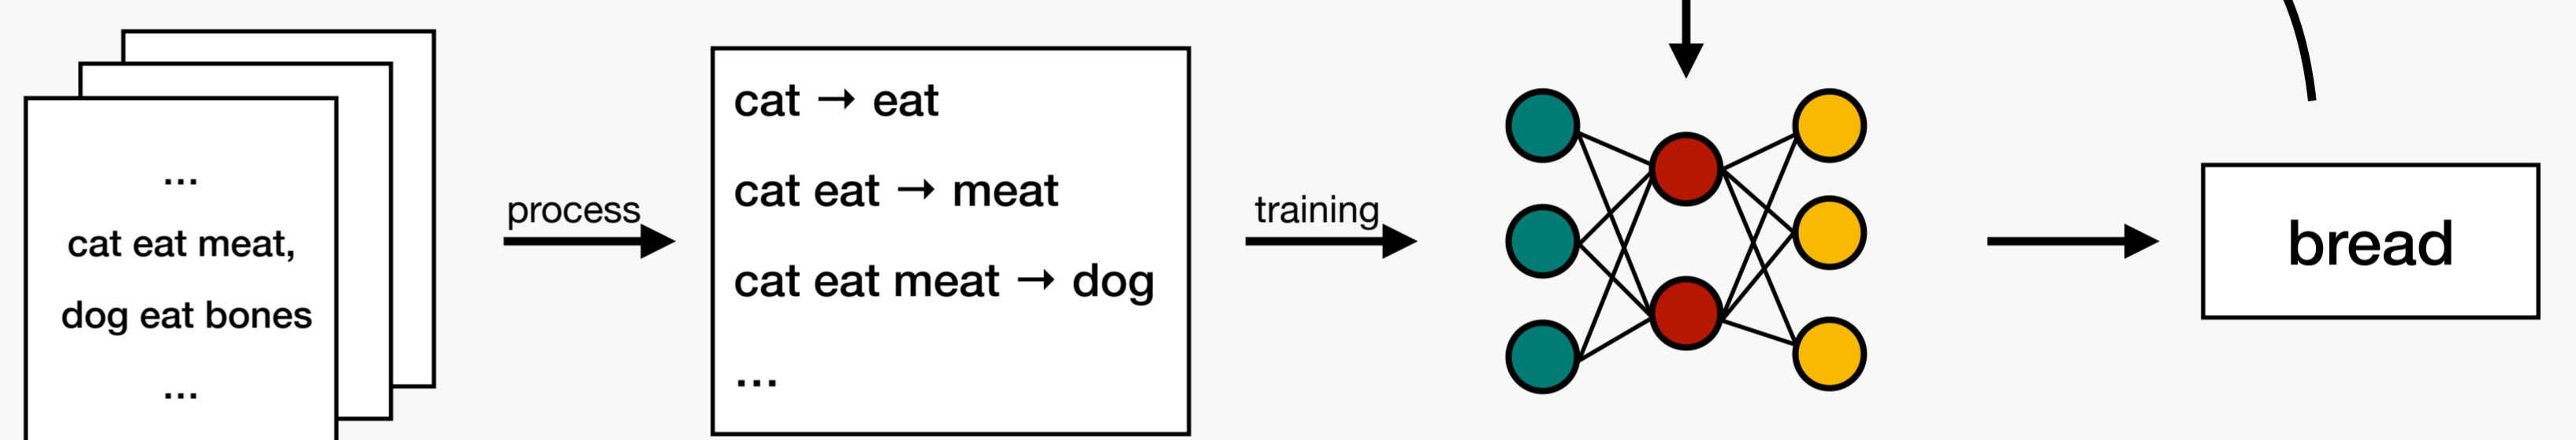 ...
cat eat meat,
dog eat bones
...
process
cat → eat
cat eat → meat
cat eat meat → dog
...
training
bread